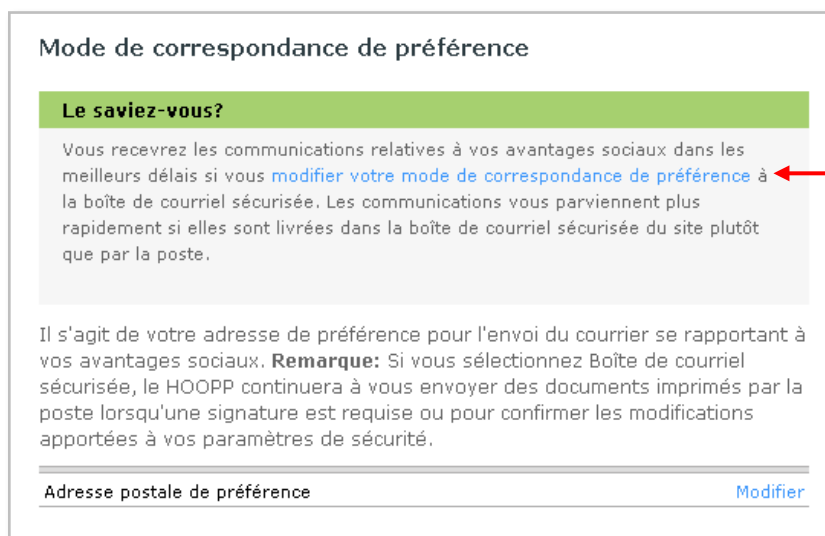 Mode de correspondance de préférence
Le saviez-vous?
Vous recevrez les communications relatives à vos avantages sociaux dans les
meilleurs délais si vous modifier votre mode de correspondance de préférence à
la boîte de courriel sécurisée. Les communications vous parviennent plus
rapidement si elles sont livrées dans la boîte de courriel sécurisée du site plutôt
que par la poste.
Il s'agit de votre adresse de préférence pour l'envoi du courrier se rapportant à
vos avantages sociaux. Remarque: Si vous sélectionnez Boîte de courriel
sécurisée, le HOOPP continuera à vous envoyer des documents imprimés par la
poste lorsqu'une signature est requise ou pour confirmer les modifications
apportées à vos paramètres de sécurité.
Adresse postale de préférence Modifier